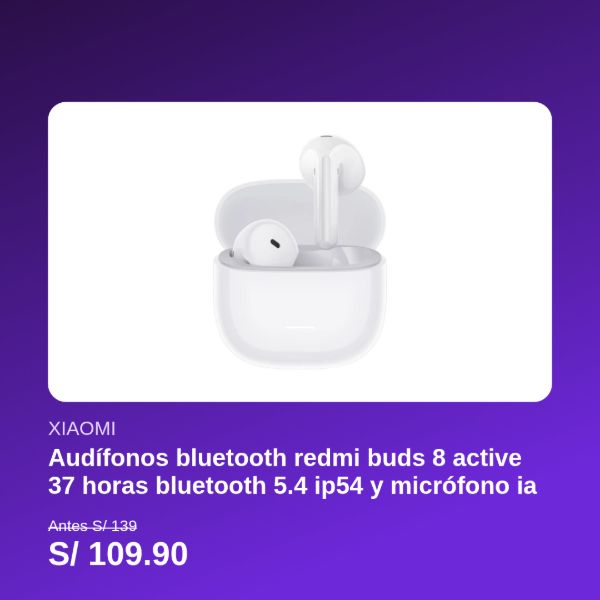 XIAOMI
Audífonos bluetooth redmi buds 8 active
37 horas bluetooth 5.4 ip54 y micrófono ia
Antes S/ 139
S/ 109.90